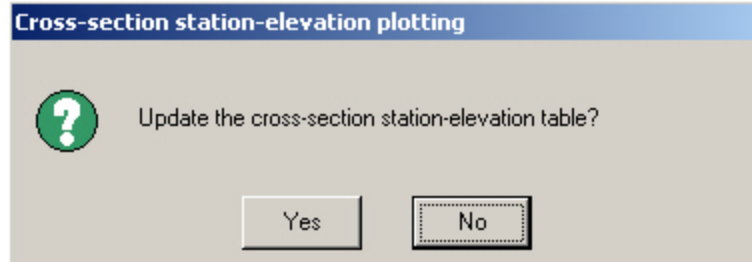 Cross-section station-elevation plotting
Update the cross-section station-elevation table?
Yes
No